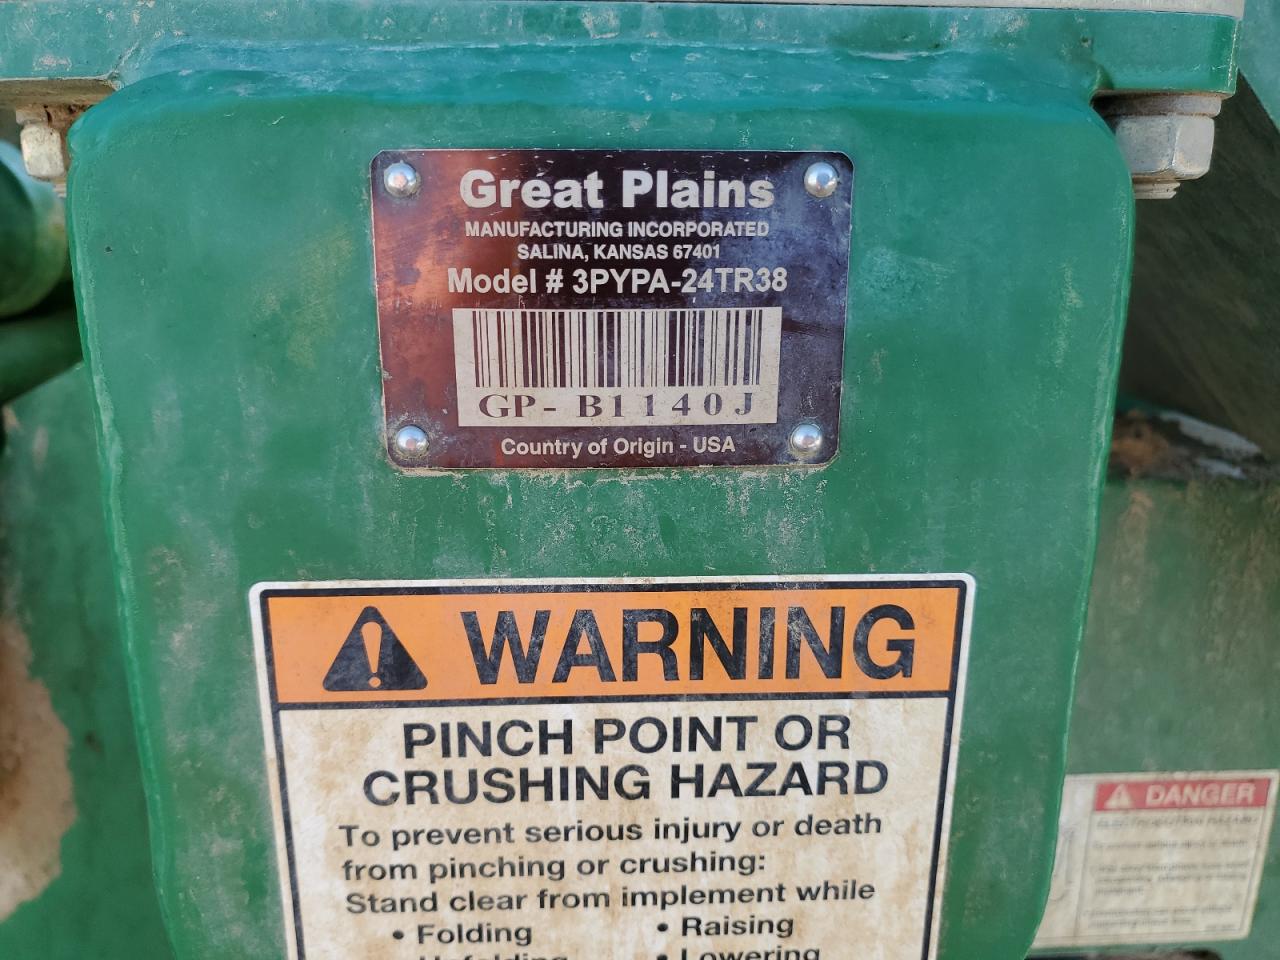 Great Plains
MANUFACTURING INCORPORATED
SALINA, KANSAS 67401
Model # 3PYPA-24TR38
GP- B1140J
Country of Origin - USA
WARNING
PINCH POINT OR
CRUSHING HAZARD
To prevent serious injury or death
from pinching or crushing:
Stand clear from implement while
• Folding • Raising
• Unfolding • Lowering
DANGER